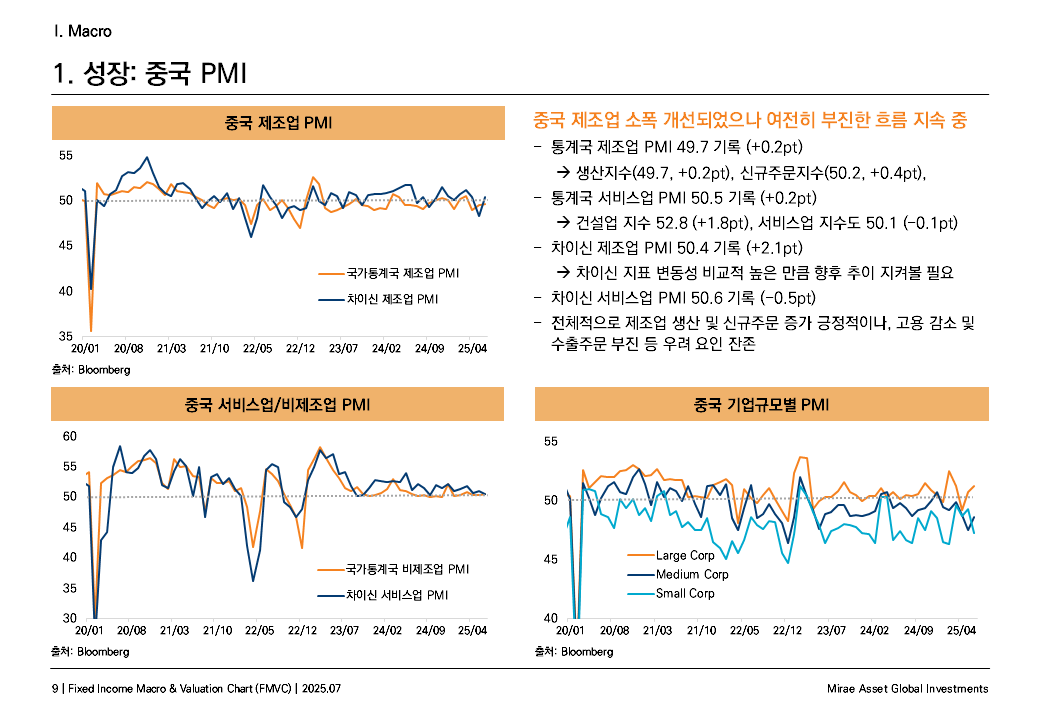 I. Macro
1. 성장: 중국 PMI
중국 제조업 PMI
55
50
45
40
35
20/01 20/08 21/03 21/10 22/05 22/12 23/07 24/02 24/09 25/04
국가통계국 제조업 PMI
차이신 제조업 PMI
출처: Bloomberg
중국 제조업 소폭 개선되었으나 여전히 부진한 흐름 지속 중
- 통계국 제조업 PMI 49.7 기록 (+0.2pt)
→ 생산지수(49.7, +0.2pt), 신규주문지수(50.2, +0.4pt),
- 통계국 서비스업 PMI 50.5 기록 (+0.2pt)
→ 건설업 지수 52.8 (+1.8pt), 서비스업 지수도 50.1 (-0.1pt)
- 차이신 제조업 PMI 50.4 기록 (+2.1pt)
→ 차이신 지표 변동성 비교적 높은 만큼 향후 추이 지켜볼 필요
- 차이신 서비스업 PMI 50.6 기록 (-0.5pt)
- 전체적으로 제조업 생산 및 신규주문 증가 긍정적이나, 고용 감소 및
수출주문 부진 등 우려 요인 잔존
중국 서비스업/비제조업 PMI
60
55
50
45
40
35
30
20/01 20/08 21/03 21/10 22/05 22/12 23/07 24/02 24/09 25/04
국가통계국 비제조업 PMI
차이신 서비스업 PMI
출처: Bloomberg
중국 기업규모별 PMI
55
50
45
40
20/01 20/08 21/03 21/10 22/05 22/12 23/07 24/02 24/09 25/04
Large Corp
Medium Corp
Small Corp
출처: Bloomberg
9 | Fixed Income Macro & Valuation Chart (FMVC) | 2025.07
Mirae Asset Global Investments